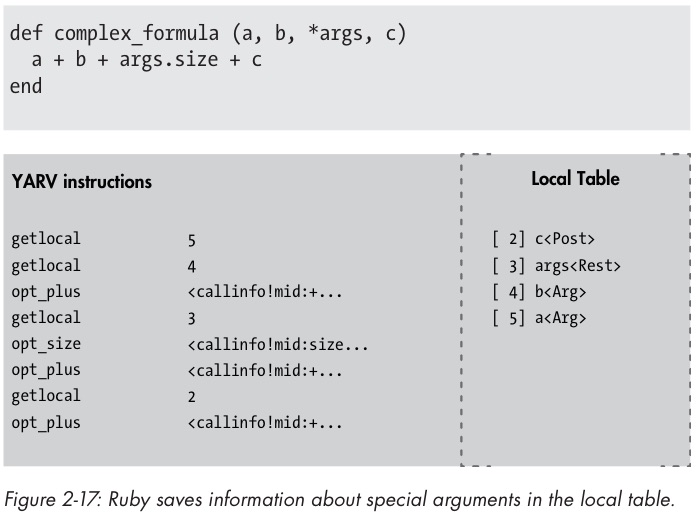 def complex_formula (a, b, *args, c)
a + b + args.size + c
end
YARV instructions
getlocal 5
getlocal 4
opt_plus <callinfo!mid:+...
getlocal 3
opt_size <callinfo!mid:size...
opt_plus <callinfo!mid:+...
getlocal 2
opt_plus <callinfo!mid:+...
Local Table
[ 2] c<Post>
[ 3] args<Rest>
[ 4] b<Arg>
[ 5] a<Arg>
Figure 2-17: Ruby saves information about special arguments in the local table.